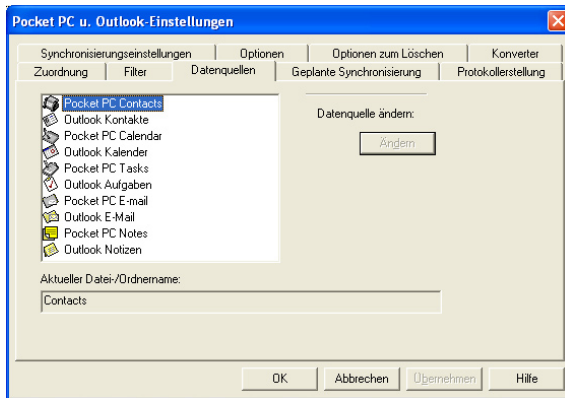 Pocket PC u. Outlook-Einstellungen
Synchronisierungseinstellungen Optionen Optionen zum Löschen Konverter
Zuordnung Filter Datenquellen Geplante Synchronisierung Protokollerstellung
Pocket PC Contacts
Outlook Kontakte
Pocket PC Calendar
Outlook Kalender
Pocket PC Tasks
Outlook Aufgaben
Pocket PC E-mail
Outlook E-Mail
Pocket PC Notes
Outlook Notizen
Datenquelle ändern:
Ändern
Aktueller Datei-/Ordnername:
Contacts
OK Abbrechen Übernehmen Hilfe